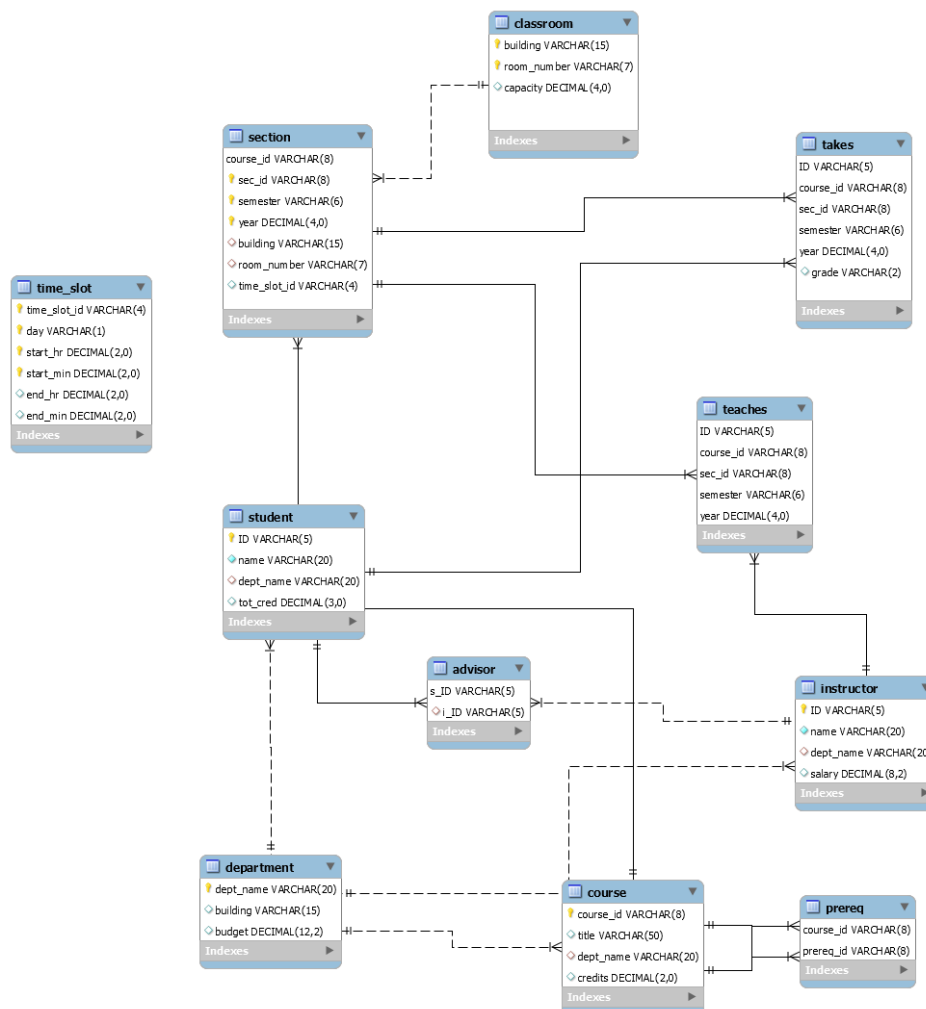 classroom
building VARCHAR(15)
room_number VARCHAR(7)
capacity DECIMAL(4,0)
Indexes
section
course_id VARCHAR(8)
sec_id VARCHAR(8)
semester VARCHAR(6)
year DECIMAL(4,0)
building VARCHAR(15)
room_number VARCHAR(7)
time_slot_id VARCHAR(4)
Indexes
takes
ID VARCHAR(5)
course_id VARCHAR(8)
sec_id VARCHAR(8)
semester VARCHAR(6)
year DECIMAL(4,0)
grade VARCHAR(2)
Indexes
time_slot
time_slot_id VARCHAR(4)
day VARCHAR(1)
start_hr DECIMAL(2,0)
start_min DECIMAL(2,0)
end_hr DECIMAL(2,0)
end_min DECIMAL(2,0)
Indexes
teaches
ID VARCHAR(5)
course_id VARCHAR(8)
sec_id VARCHAR(8)
semester VARCHAR(6)
year DECIMAL(4,0)
Indexes
student
ID VARCHAR(5)
name VARCHAR(20)
dept_name VARCHAR(20)
tot_cred DECIMAL(3,0)
Indexes
advisor
s_ID VARCHAR(5)
i_ID VARCHAR(5)
Indexes
instructor
ID VARCHAR(5)
name VARCHAR(20)
dept_name VARCHAR(20
salary DECIMAL(8,2)
Indexes
department
dept_name VARCHAR(20)
building VARCHAR(15)
budget DECIMAL(12,2)
Indexes
course
course_id VARCHAR(8)
title VARCHAR(50)
dept_name VARCHAR(20)
credits DECIMAL(2,0)
Indexes
prereq
course_id VARCHAR(8)
prereq_id VARCHAR(8)
Indexes